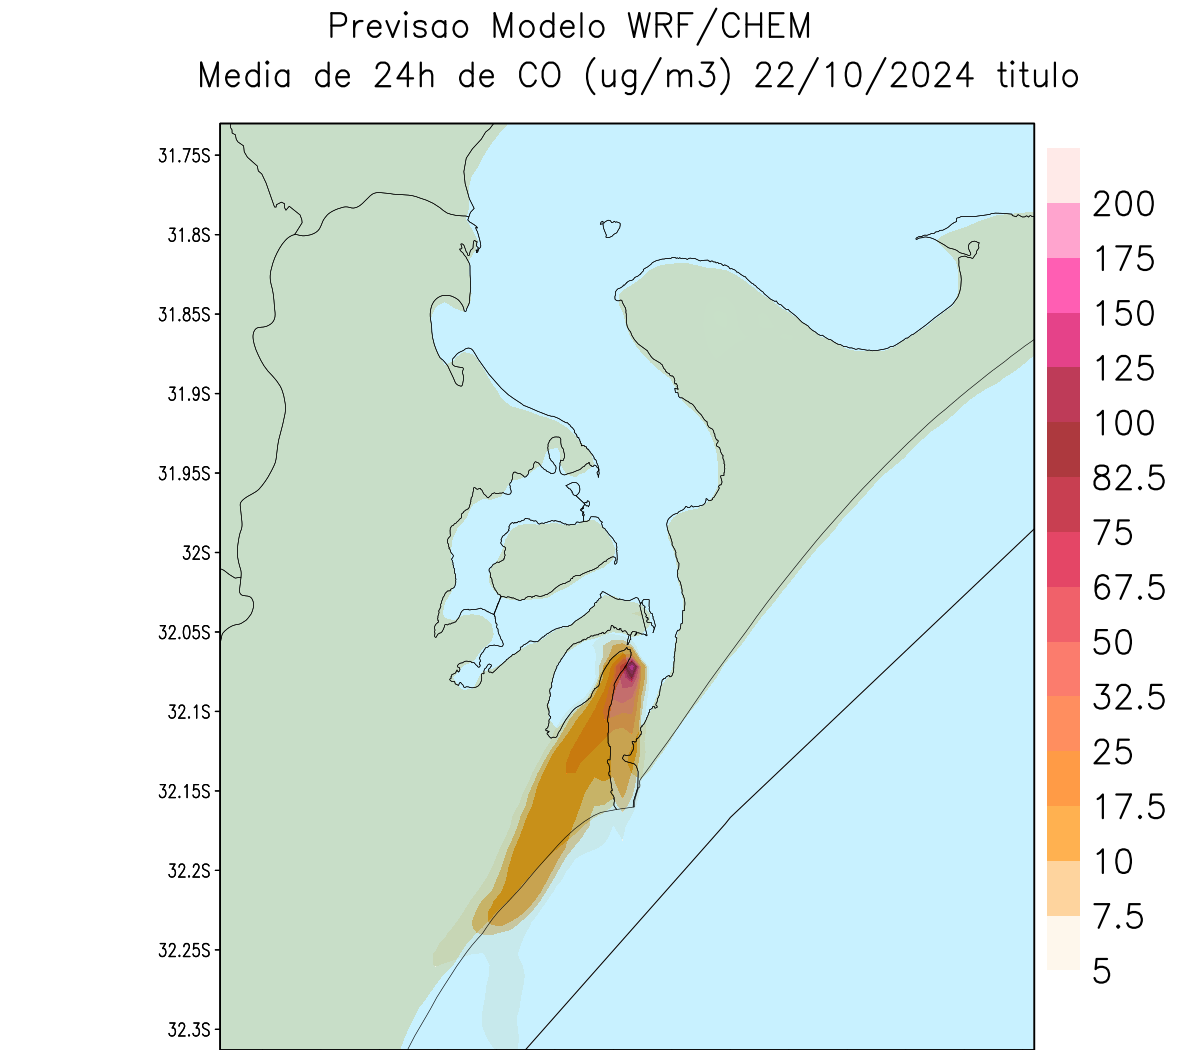 Previsao Modelo WRF/CHEM
Media de 24h de CO (ug/m3) 22/10/2024 titulo
31.75S
31.8S
31.85S
31.9S
31.95S
32S
32.05S
32.1S
32.15S
32.2S
32.25S
32.3S
200
175
150
125
100
82.5
75
67.5
50
32.5
25
17.5
10
7.5
5